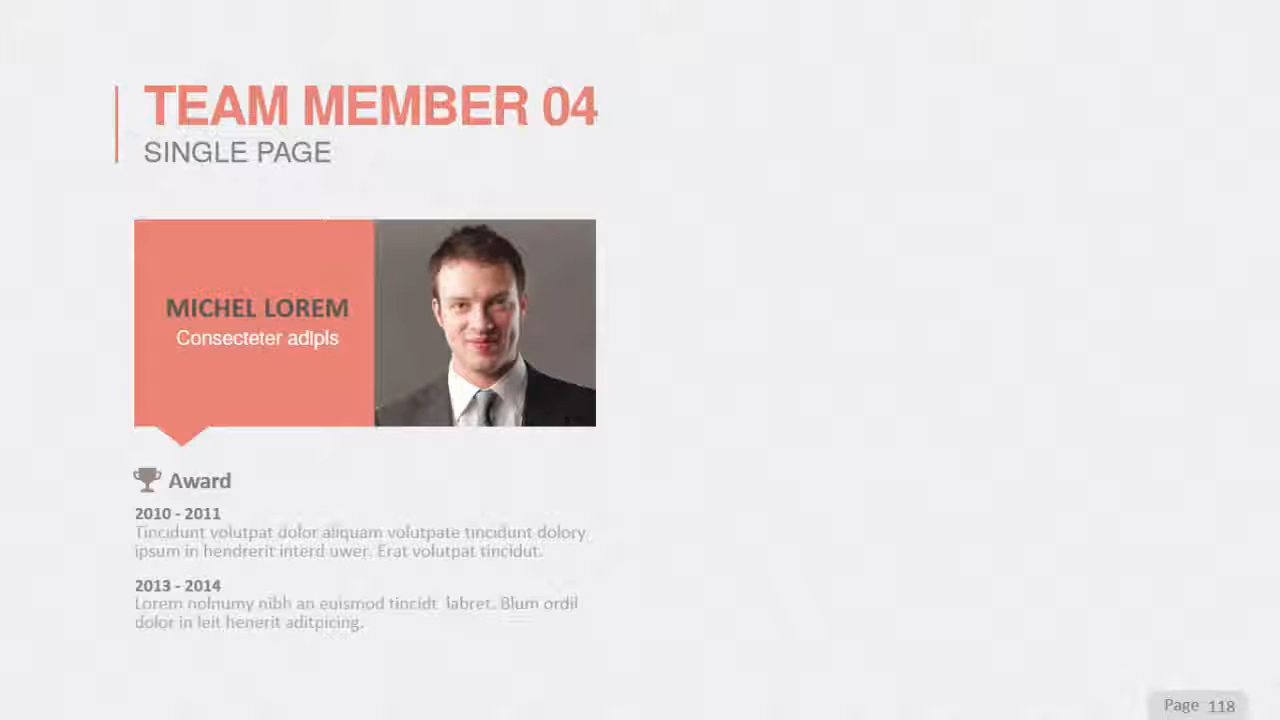 TEAM MEMBER 04
SINGLE PAGE
MICHEL LOREM
Consecteter adipls
Award
2010 - 2011
Tincidunt volutpat dolor aliquam volutpate tincidunt dolory
ipsum in hendrerit interd uwer. Erat volutpat tincidut.
2013 - 2014
Lorem nolnumy nibh an euismod tincidt labret. Blum ordil
dolor in leit henerit aditpicing.
Page 118